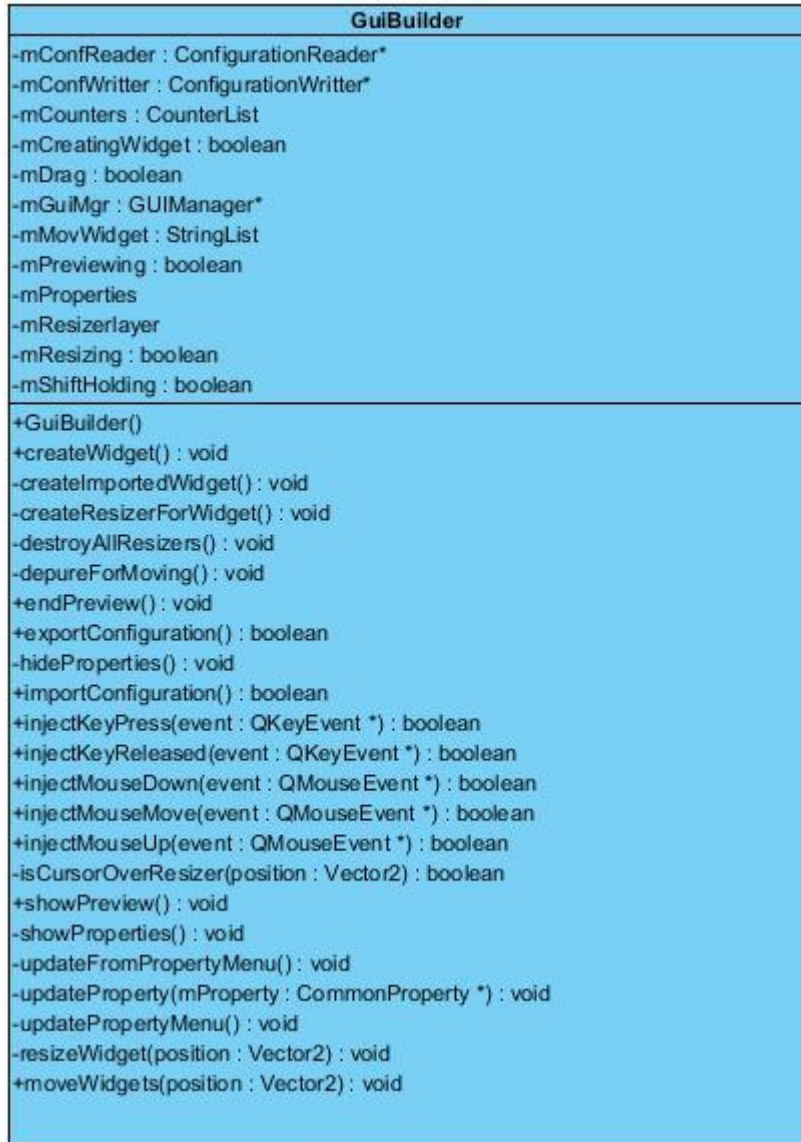 GuiBuilder
-mConfReader : ConfigurationReader*
-mConfWritter : ConfigurationWritter*
-mCounters : CounterList
-mCreatingWidget : boolean
-mDrag : boolean
-mGuiMgr : GUIManager*
-mMovWidget : StringList
-mPreviewing : boolean
-mProperties
-mResizerlayer
-mResizing : boolean
-mShiftHolding : boolean
+GuiBuilder()
+createWidget() : void
-createImportedWidget() : void
-createResizerForWidget() : void
-destroyAllResizers() : void
-depureForMoving() : void
+endPreview() : void
+exportConfiguration() : boolean
-hideProperties() : void
+importConfiguration() : boolean
+injectKeyPress(event : QKeyEvent *) : boolean
+injectKeyReleased(event : QKeyEvent *) : boolean
+injectMouseDown(event : QMouseEvent *) : boolean
+injectMouseMove(event : QMouseEvent *) : boolean
+injectMouseUp(event : QMouseEvent *) : boolean
-isCursorOverResizer(position : Vector2) : boolean
+showPreview() : void
-showProperties() : void
-updateFromPropertyMenu() : void
-updateProperty(mProperty : CommonProperty *) : void
-updatePropertyMenu() : void
-resizeWidget(position : Vector2) : void
+moveWidgets(position : Vector2) : void